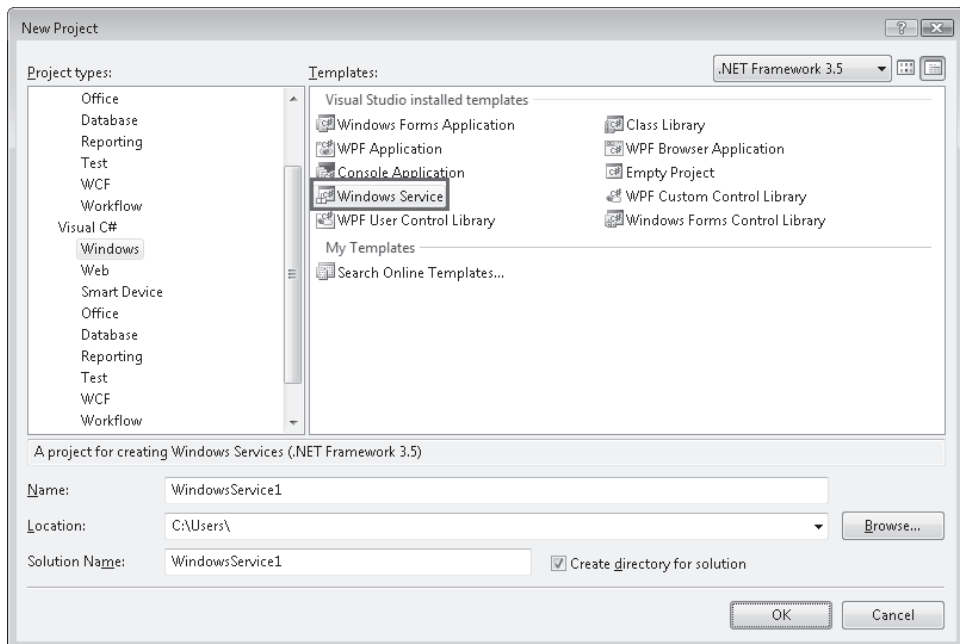 New Project
Project types:
Templates:
.NET Framework 3.5
Office
Database
Reporting
Test
WCF
Workflow
Visual C#
Windows
Web
Smart Device
Office
Database
Reporting
Test
WCF
Workflow
Visual Studio installed templates
Windows Forms Application
Class Library
WPF Application
WPF Browser Application
Console Application
Empty Project
Windows Service
WPF Custom Control Library
WPF User Control Library
Windows Forms Control Library
My Templates
Search Online Templates...
A project for creating Windows Services (.NET Framework 3.5)
Name:
WindowsService1
Location:
C:\Users\
Browse...
Solution Name:
WindowsService1
Create directory for solution
OK
Cancel